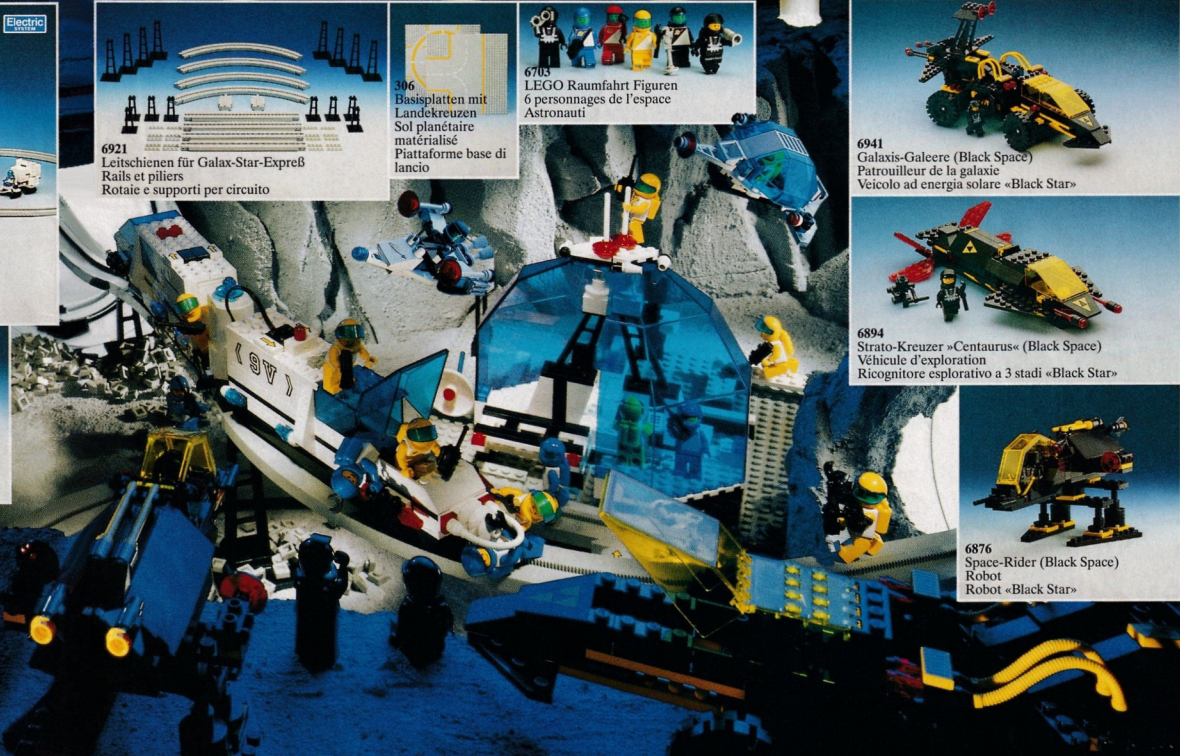 Electric
SYSTEM
6921
Leitschienen für Galax-Star-Expreß
Rails et piliers
Rotaie e supporti per circuito
306
Basisplatten mit
Landekreuzen
Sol planétaire
matérialisé
Piattaforme base di
lancio
6703
LEGO Raumfahrt Figuren
6 personnages de l'espace
Astronauti
6941
Galaxis-Galeere (Black Space)
Patrouilleur de la galaxie
Veicolo ad energia solare «Black Star»
6894
Strato-Kreuzer »Centaurus« (Black Space)
Véhicule d'exploration
Ricognitore esplorativo a 3 stadi «Black Star»
6876
Space-Rider (Black Space)
Robot
Robot «Black Star»
(9V)